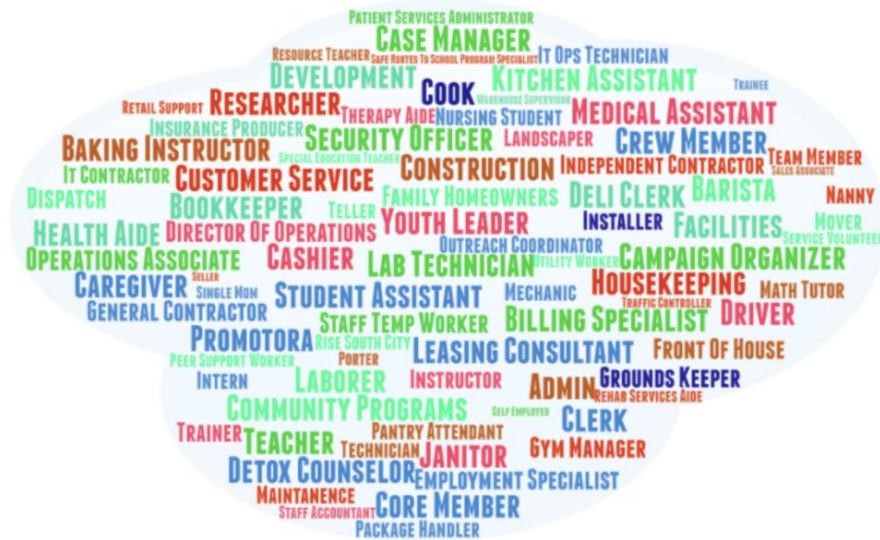 Patient Services Administrator
Case Manager
Resource Teacher Safe Routes To School Program Specialist IT Ops Technician
Development Kitchen Assistant
Cook Warehouse Supervisor Trainee
Retail Support Researcher Therapy Aide Nursing Student Medical Assistant
Insurance Producer Security Officer Landscaper Crew Member
Baking Instructor Special Education Teacher Construction Independent Contractor Team Member
Sales Associate
IT Contractor Customer Service
Dispatch Family Homeowners Deli Clerk Barista Nanny
Bookkeeper Teller Youth Leader Installer Facilities Mover
Health Aide Director Of Operations Service Volunteer
Outreach Coordinator
Operations Associate Cashier Lab Technician Utility Worker Campaign Organizer
Caregiver Seller Housekeeping
Single Mom Student Assistant Mechanic Math Tutor
Traffic Controller
General Contractor Staff Temp Worker Billing Specialist Driver
Promotora Rise South City Leasing Consultant Front Of House
Peer Support Worker Porter
Intern Laborer Instructor Admin Grounds Keeper
Rehab Services Aide
Community Programs Self Employed Clerk
Trainer Teacher Pantry Attendant
Technician Janitor Gym Manager
Detox Counselor Employment Specialist
Maintanence Core Member
Staff Accountant
Package Handler